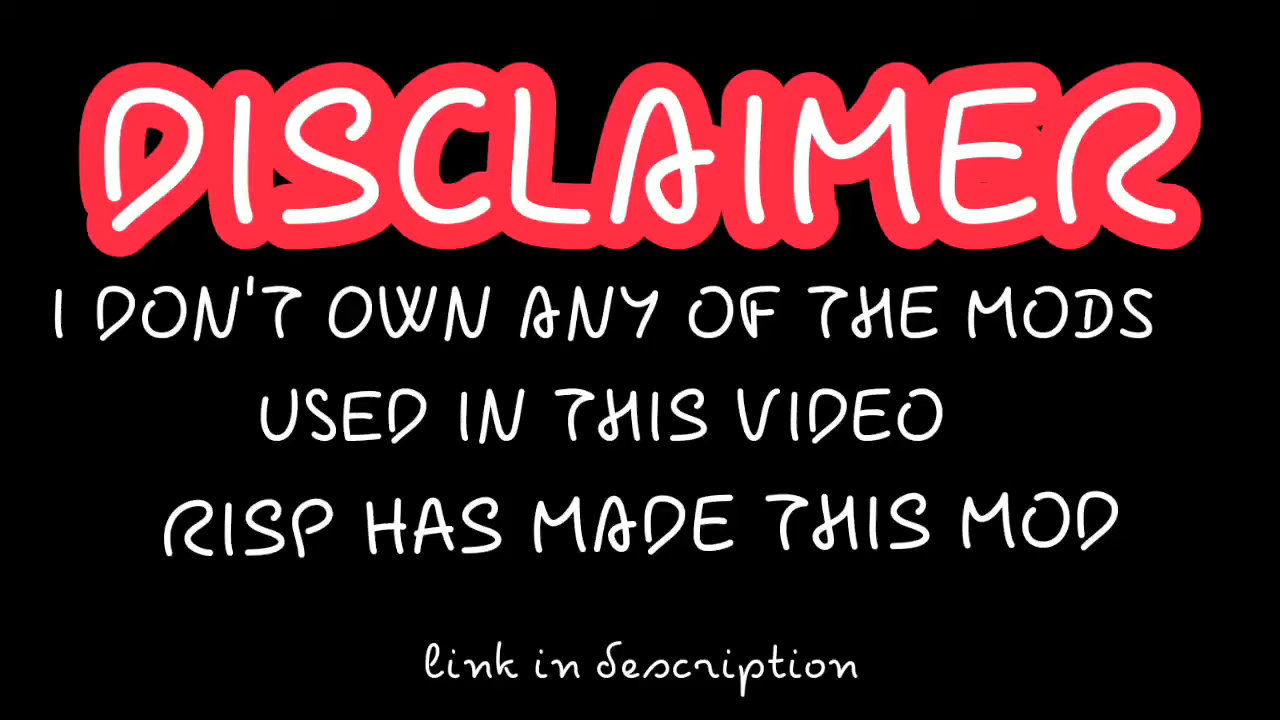 DISCLAIMER
I DON'T OWN ANY OF THE MODS
USED IN THIS VIDEO
RISP HAS MADE THIS MOD
link in description